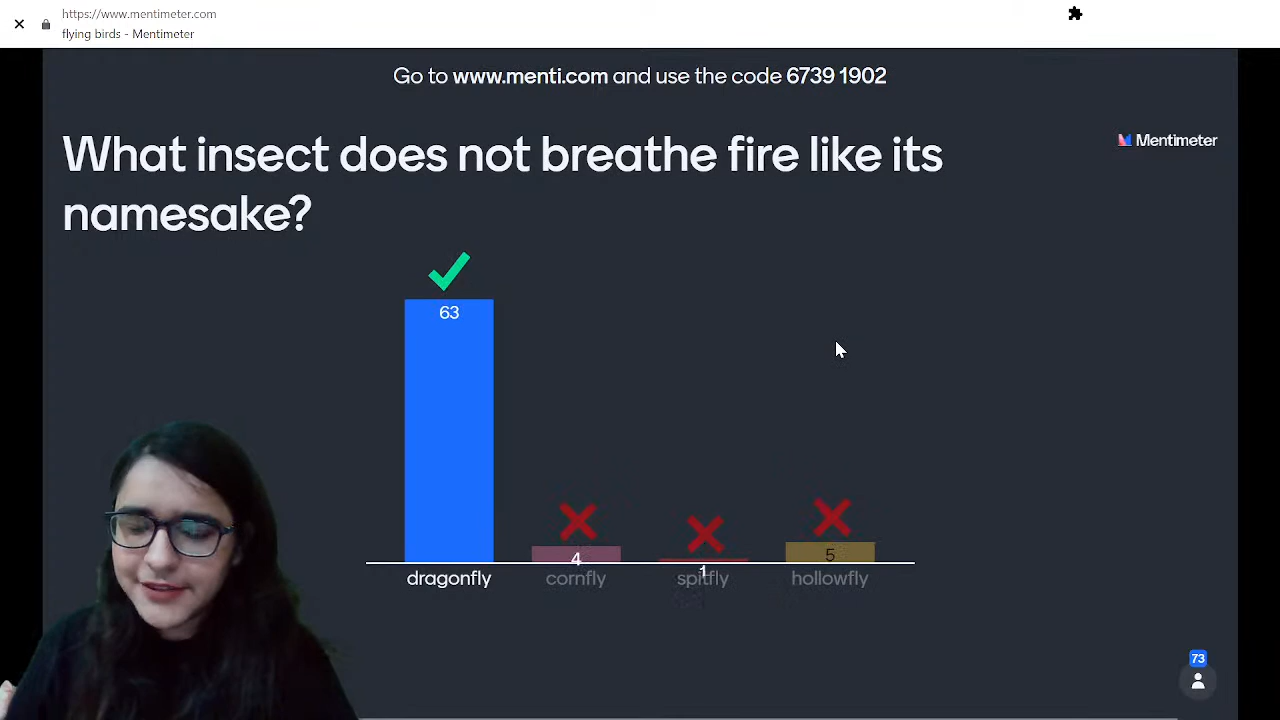 https://www.mentimeter.com
flying birds - Mentimeter
Go to www.menti.com and use the code 6739 1902
Mentimeter
What insect does not breathe fire like its
namesake?
63
4
1
5
dragonfly
cornfly
spitfly
hollowfly
73